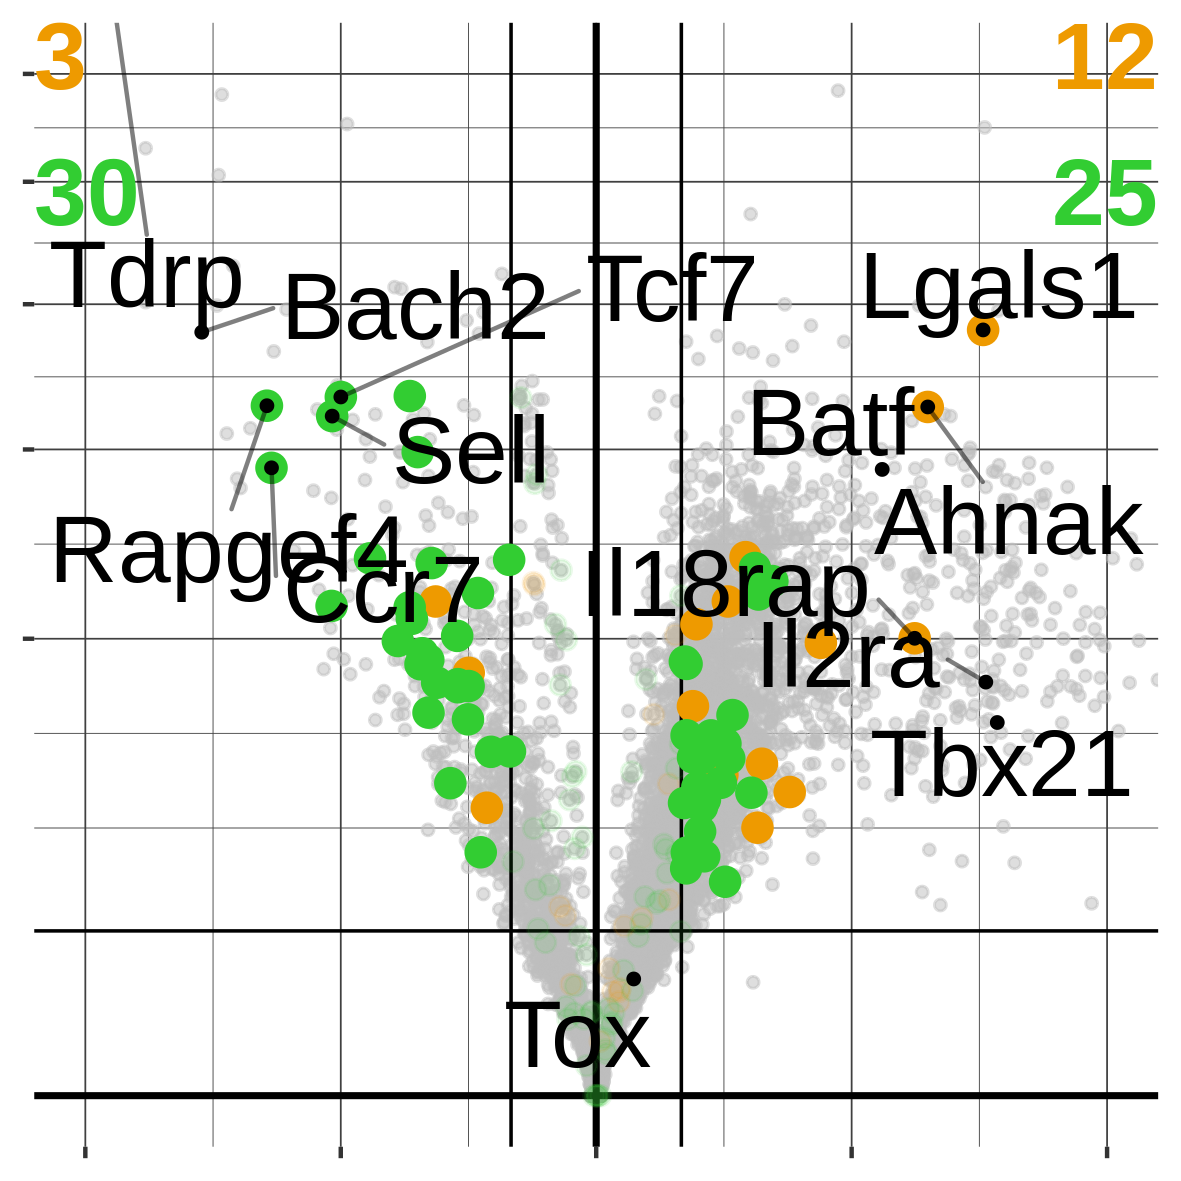 3
12
30
25
Tdrp
Bach2
Tcf7
Lgals1
Batf
Sell
Ahnak
Rapgef4
Ccr7
Il18rap
Il2ra
Tbx21
Tox